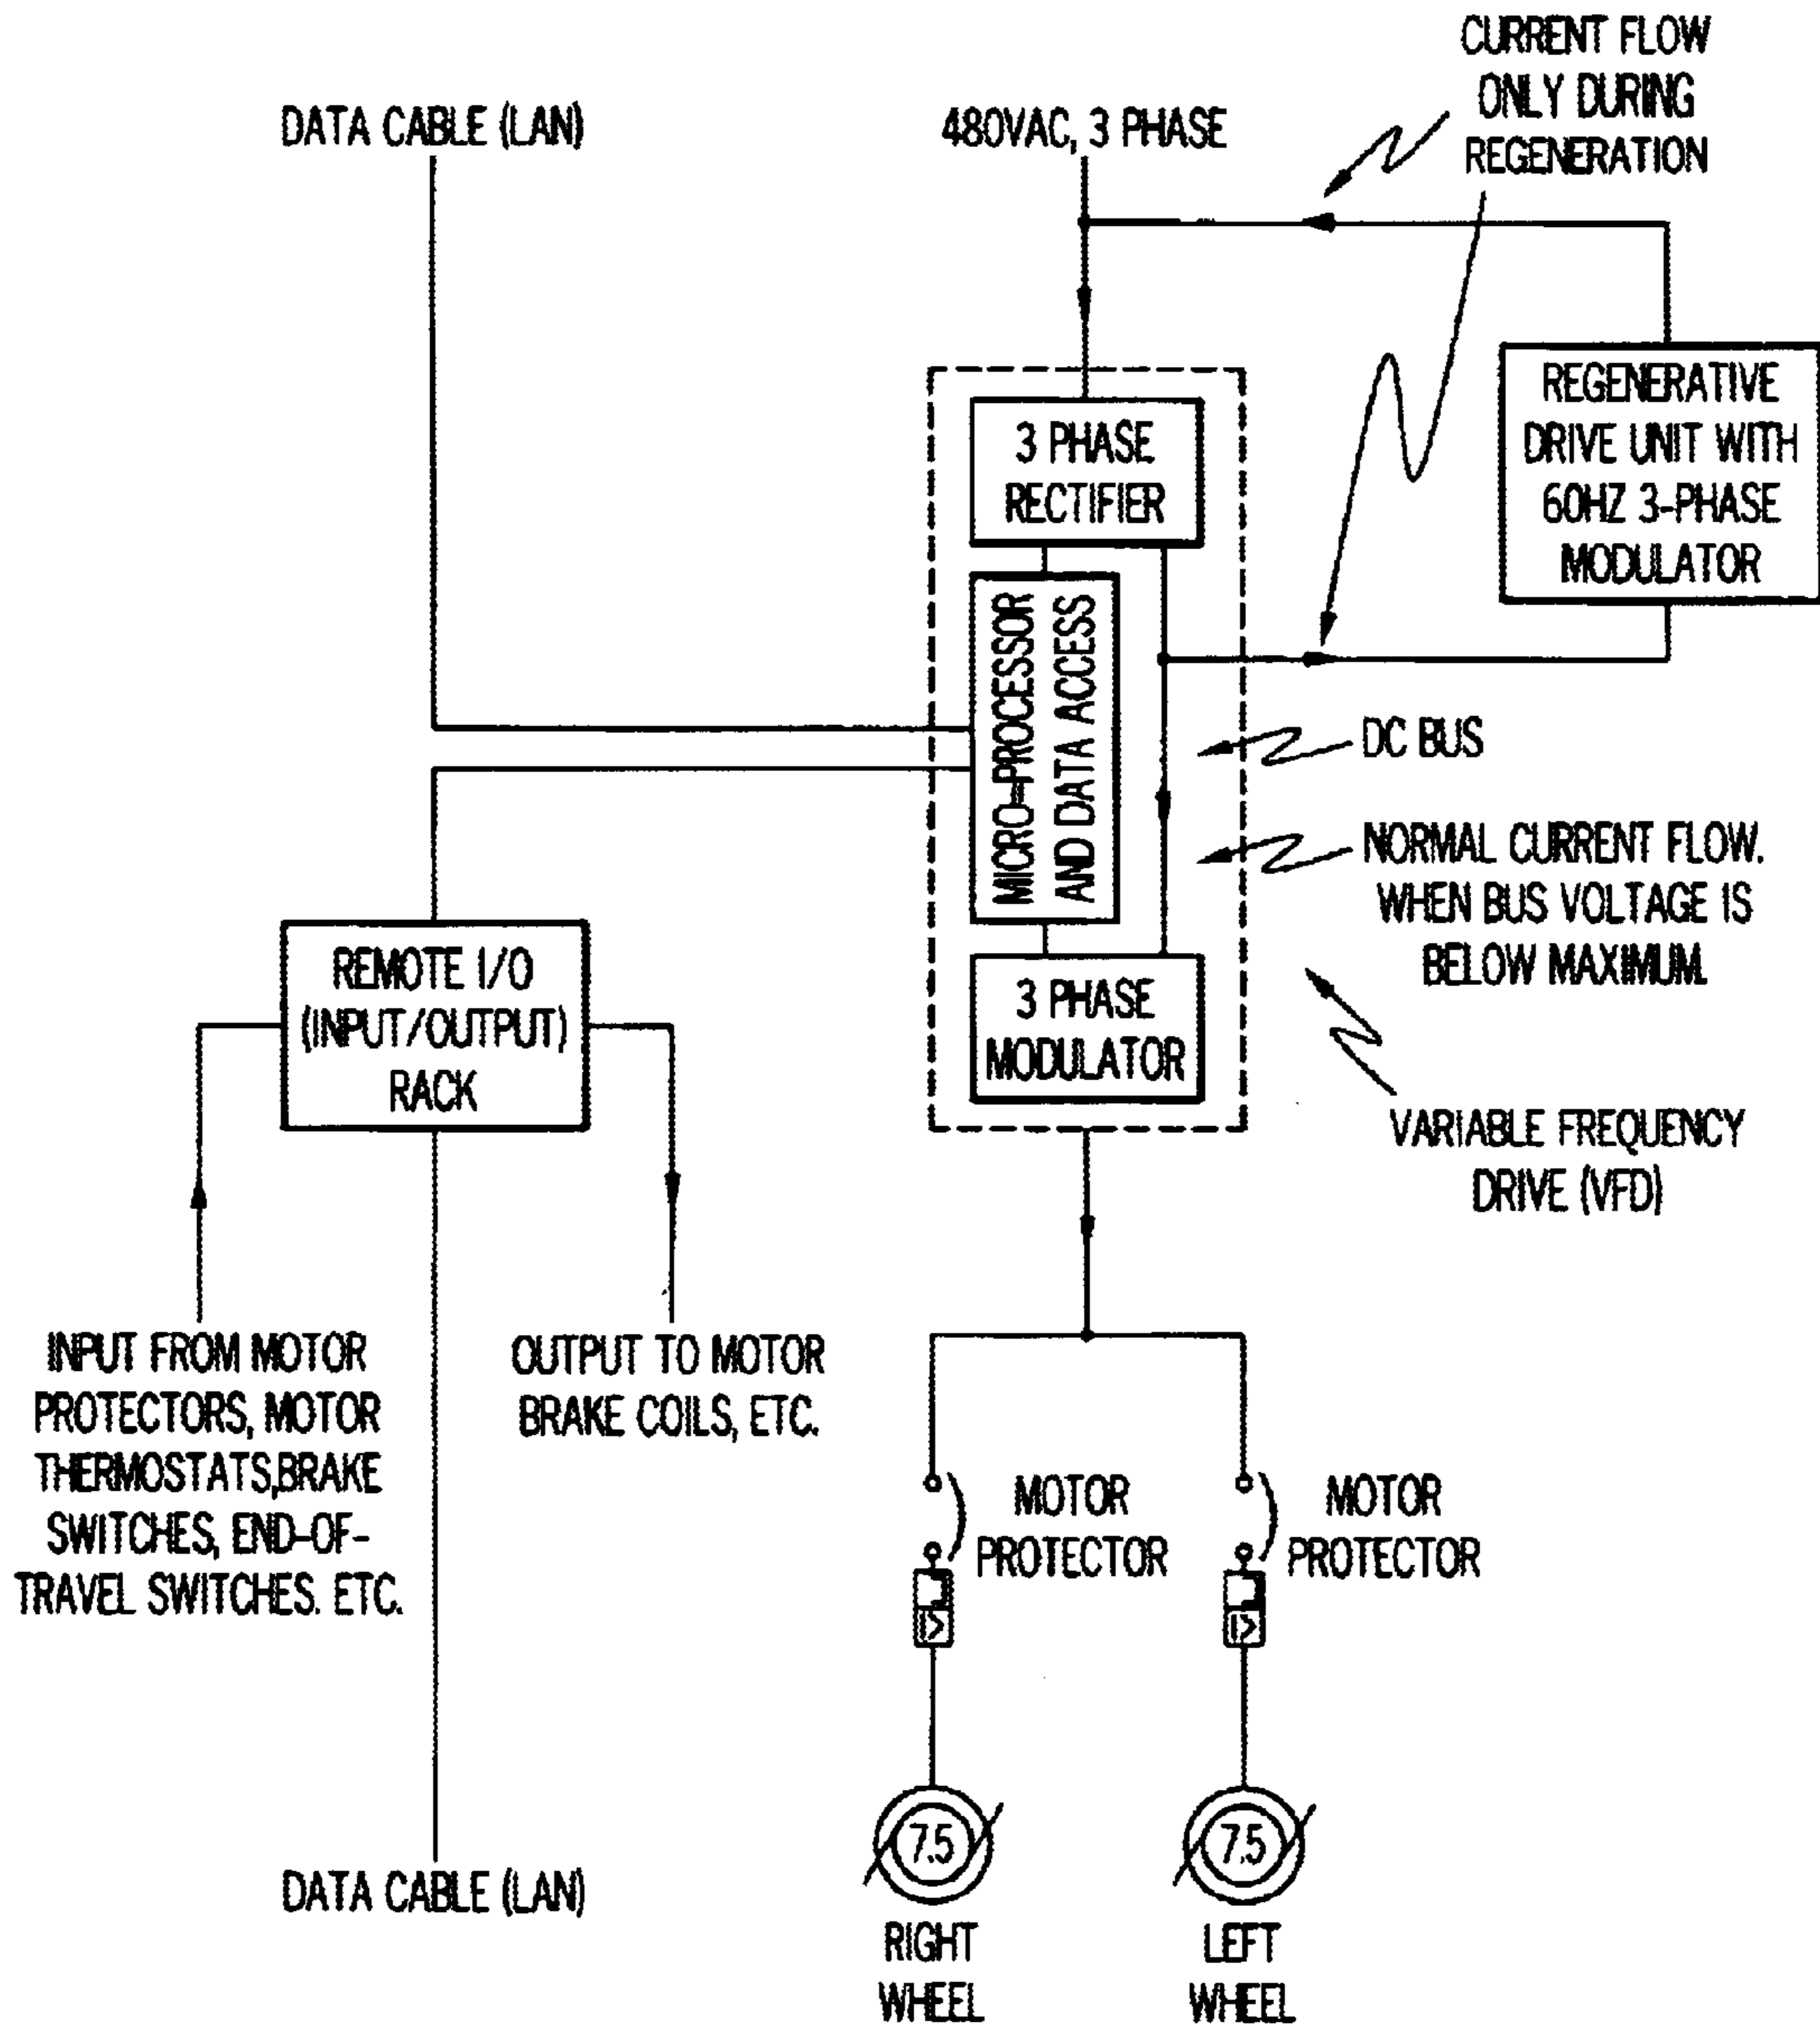 CURRENT FLOW
ONLY DURING
REGENERATION
DATA CABLE (LAN)
480VAC, 3 PHASE
3 PHASE
RECTIFIER
REGENERATIVE
DRIVE UNIT WITH
60HZ 3-PHASE
MODULATOR
MICRO-PROCESSOR
AND DATA ACCESS
DC BUS
NORMAL CURRENT FLOW.
WHEN BUS VOLTAGE IS
BELOW MAXIMUM.
REMOTE I/O
(INPUT/OUTPUT)
RACK
3 PHASE
MODULATOR
VARIABLE FREQUENCY
DRIVE (VFD)
INPUT FROM MOTOR
PROTECTORS, MOTOR
THERMOSTATS,BRAKE
SWITCHES, END-OF-
TRAVEL SWITCHES. ETC.
OUTPUT TO MOTOR
BRAKE COILS, ETC.
MOTOR
PROTECTOR
MOTOR
PROTECTOR
I>
I>
7.5
7.5
DATA CABLE (LAN)
RIGHT
WHEEL
LEFT
WHEEL